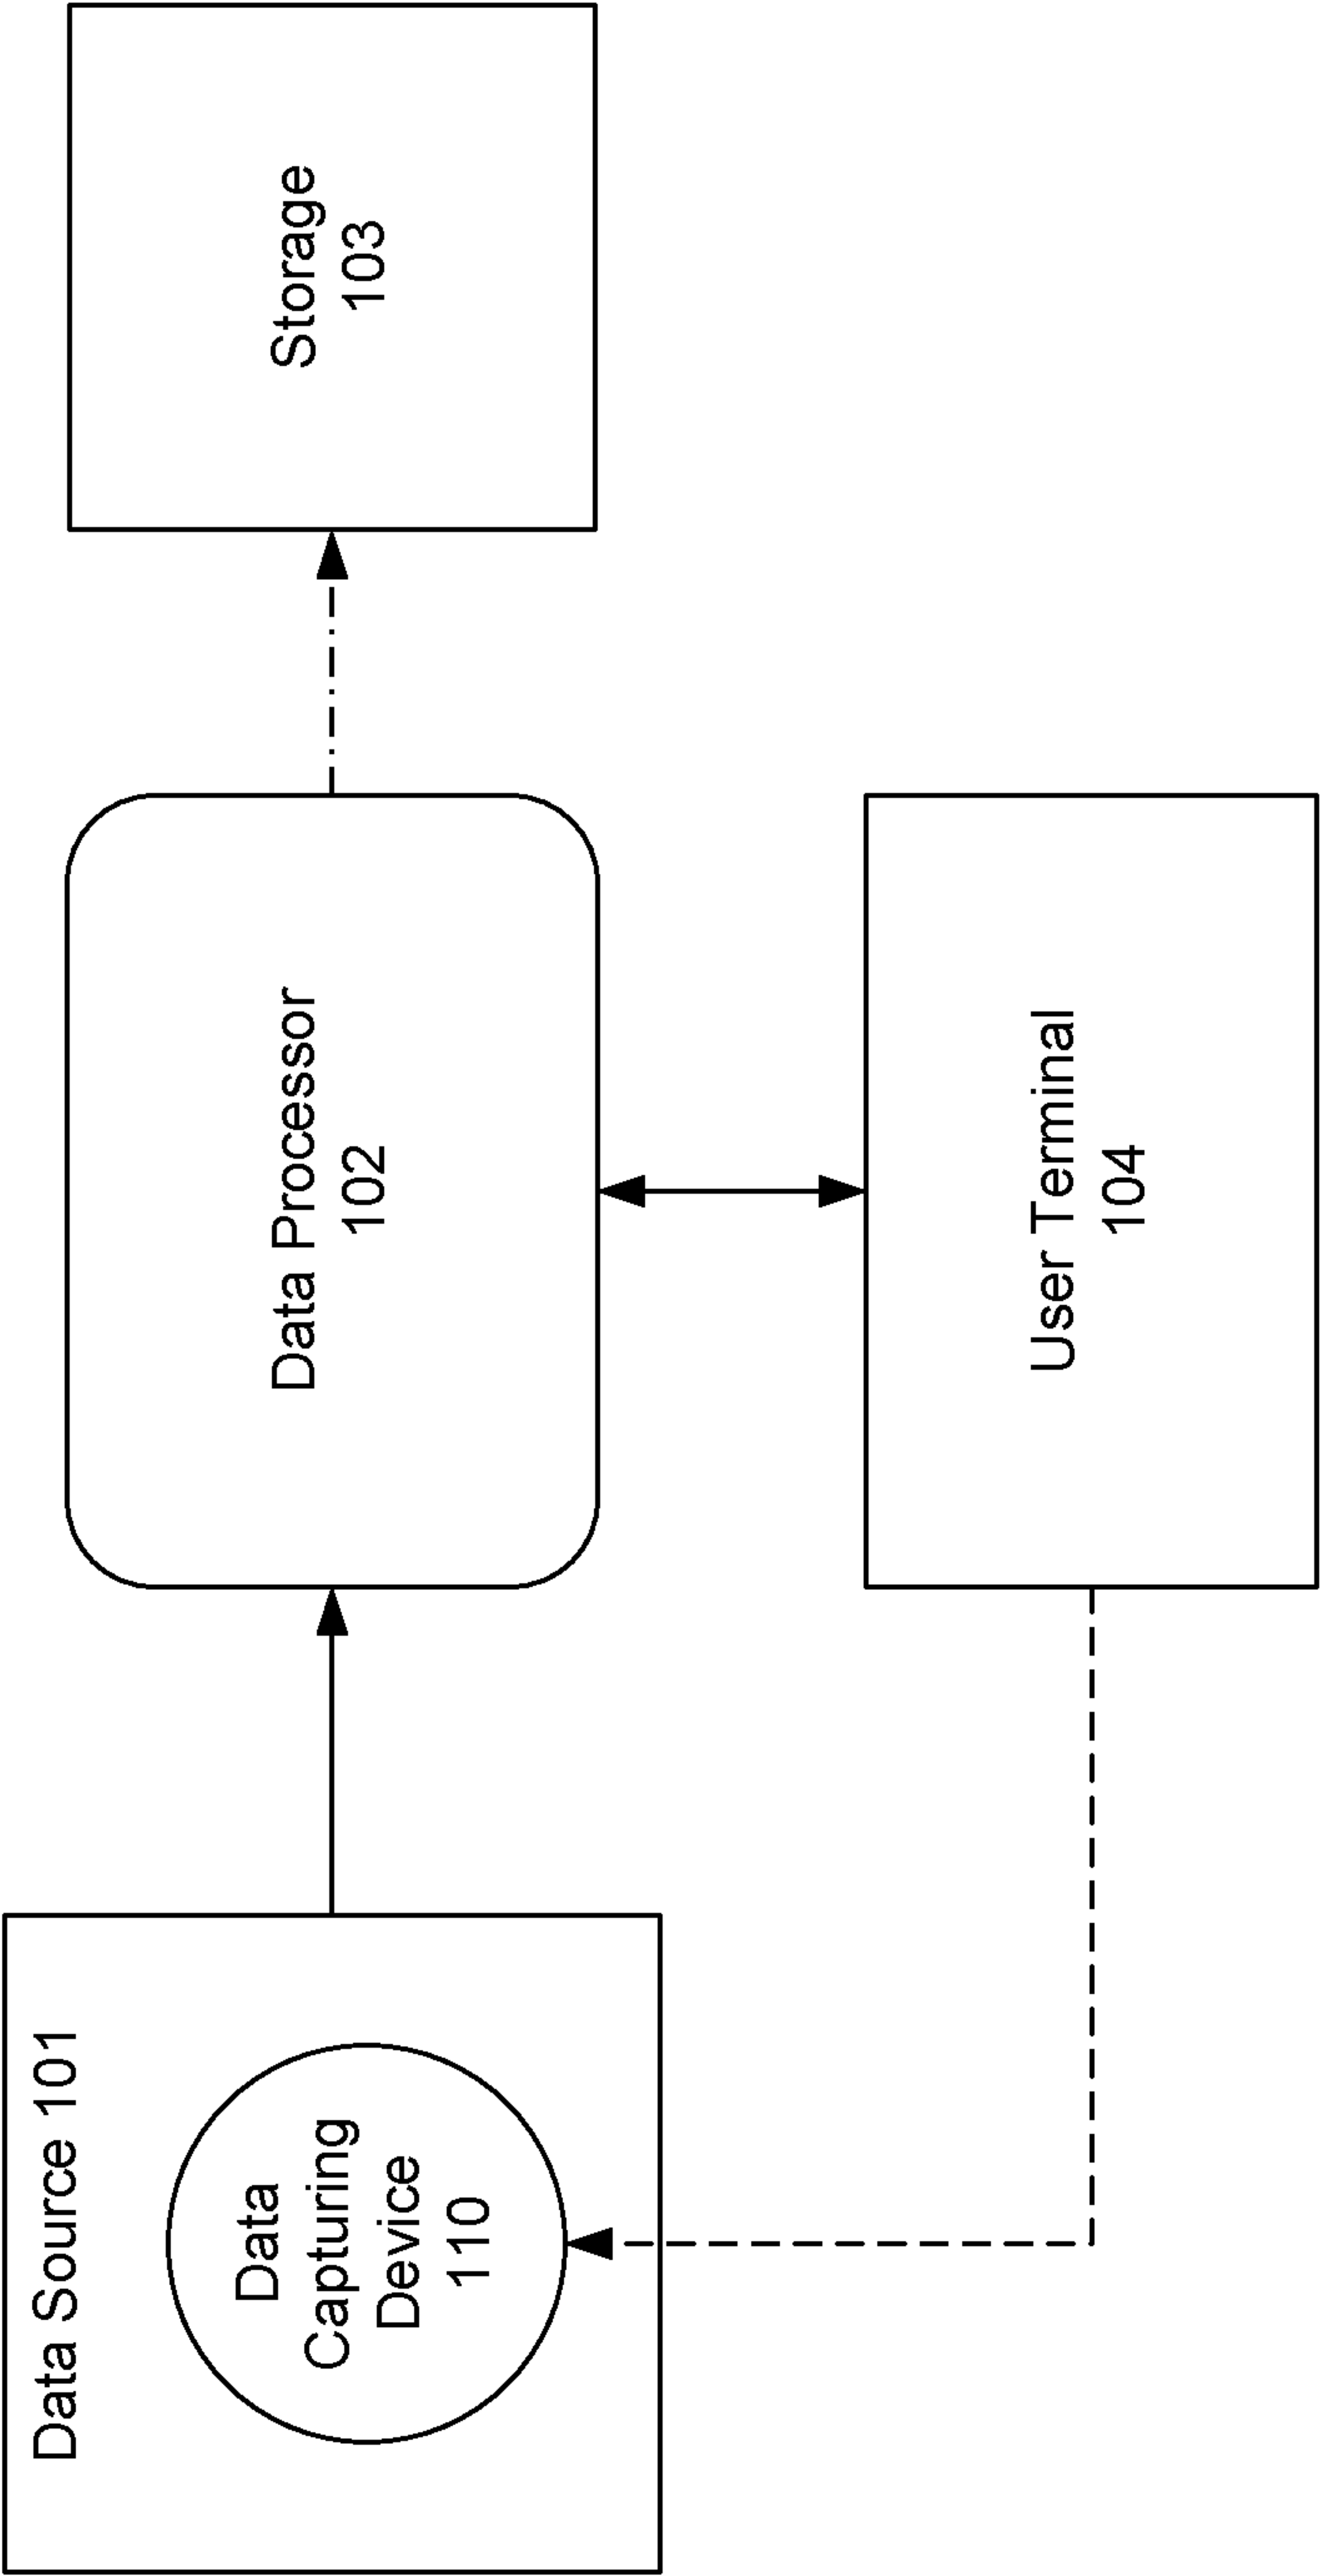 Data Source 101
Data
Capturing
Device
110
Data Processor
102
Storage
103
User Terminal
104